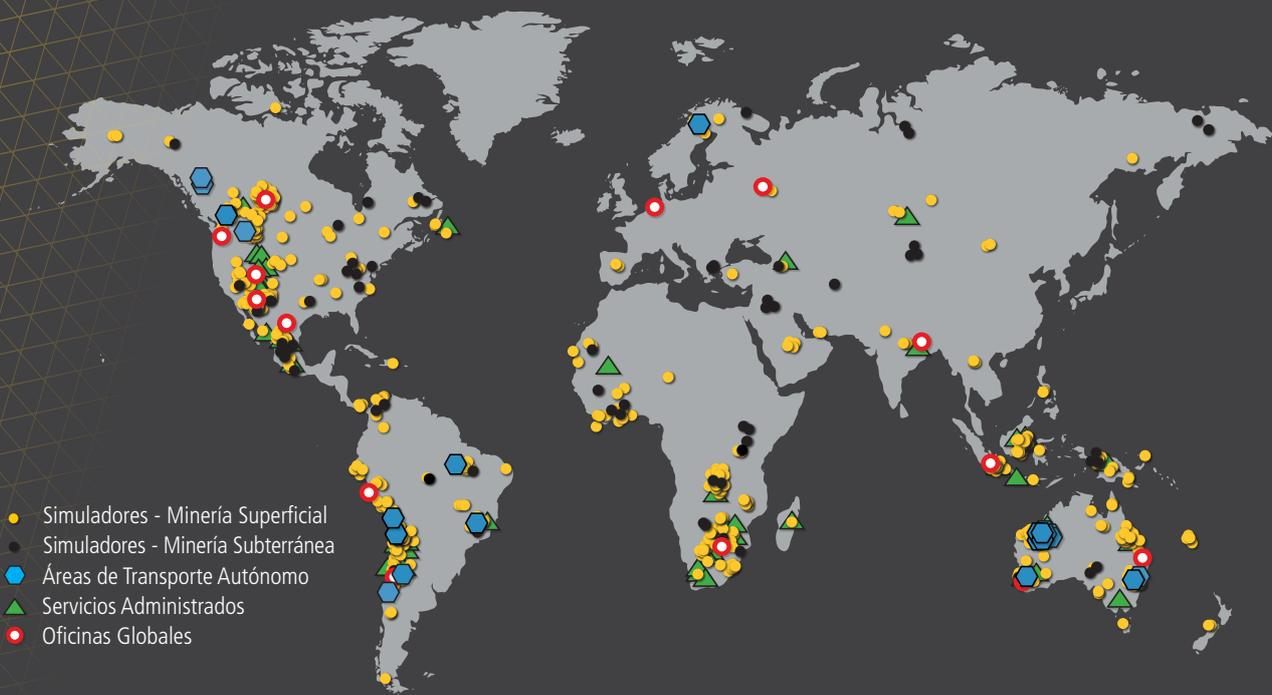 Simuladores - Minería Superficial
Simuladores - Minería Subterránea
Áreas de Transporte Autónomo
Servicios Administrados
Oficinas Globales